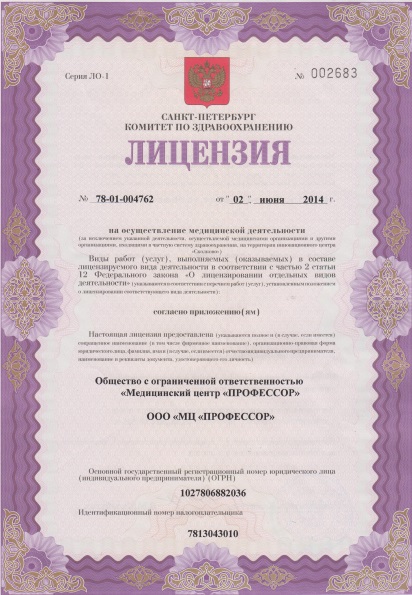 Серия ЛО-1 № 002683
САНКТ-ПЕТЕРБУРГ
КОМИТЕТ ПО ЗДРАВООХРАНЕНИЮ
ЛИЦЕНЗИЯ
№ 78-01-004762 от " 02 " июня 2014 г.
на осуществление медицинской деятельности
(за исключением указанной деятельности, осуществляемой медицинскими организациями и другими
организациями, входящими в частную систему здравоохранения, на территории инновационного центра
«Сколково»)
Виды работ (услуг), выполняемых (оказываемых) в составе
лицензируемого вида деятельности в соответствии с частью 2 статьи
12 Федерального закона «О лицензировании отдельных видов
деятельности» (указываются в соответствии с перечнем работ (услуг), установленным положением
о лицензировании соответствующего вида деятельности):
согласно приложению(ям)
Настоящая лицензия предоставлена (указывается полное и (в случае, если имеется)
сокращенное наименование (в том числе фирменное наименование), организационно-правовая форма
юридического лица, фамилия, имя и (в случае, если имеется) отчество индивидуального предпринимателя,
наименование и реквизиты документа, удостоверяющего его личность)
Общество с ограниченной ответственностью
«Медицинский центр «ПРОФЕССОР»
ООО «МЦ «ПРОФЕССОР»
Основной государственный регистрационный номер юридического лица
(индивидуального предпринимателя) (ОГРН)
1027806882036
Идентификационный номер налогоплательщика
7813043010